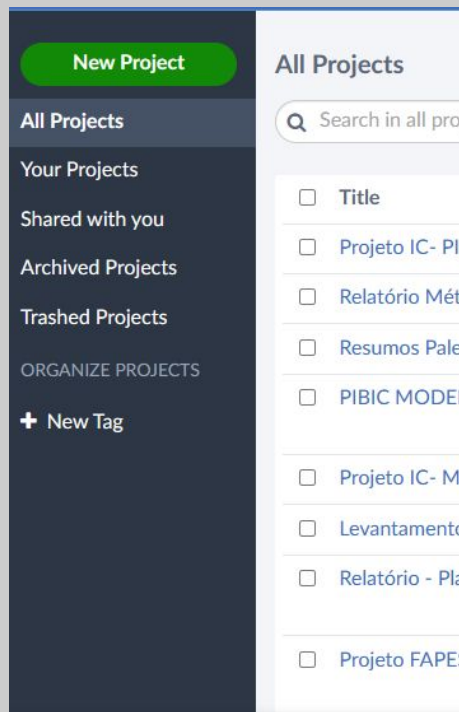 New Project
All Projects
Your Projects
Shared with you
Archived Projects
Trashed Projects
ORGANIZE PROJECTS
New Tag
All Projects
Search in all pro
Title
Projeto IC- PI
Relatório Mét
Resumos Pale
PIBIC MODE
Projeto IC- M
Levantamento
Relatório - Pla
Projeto FAPES